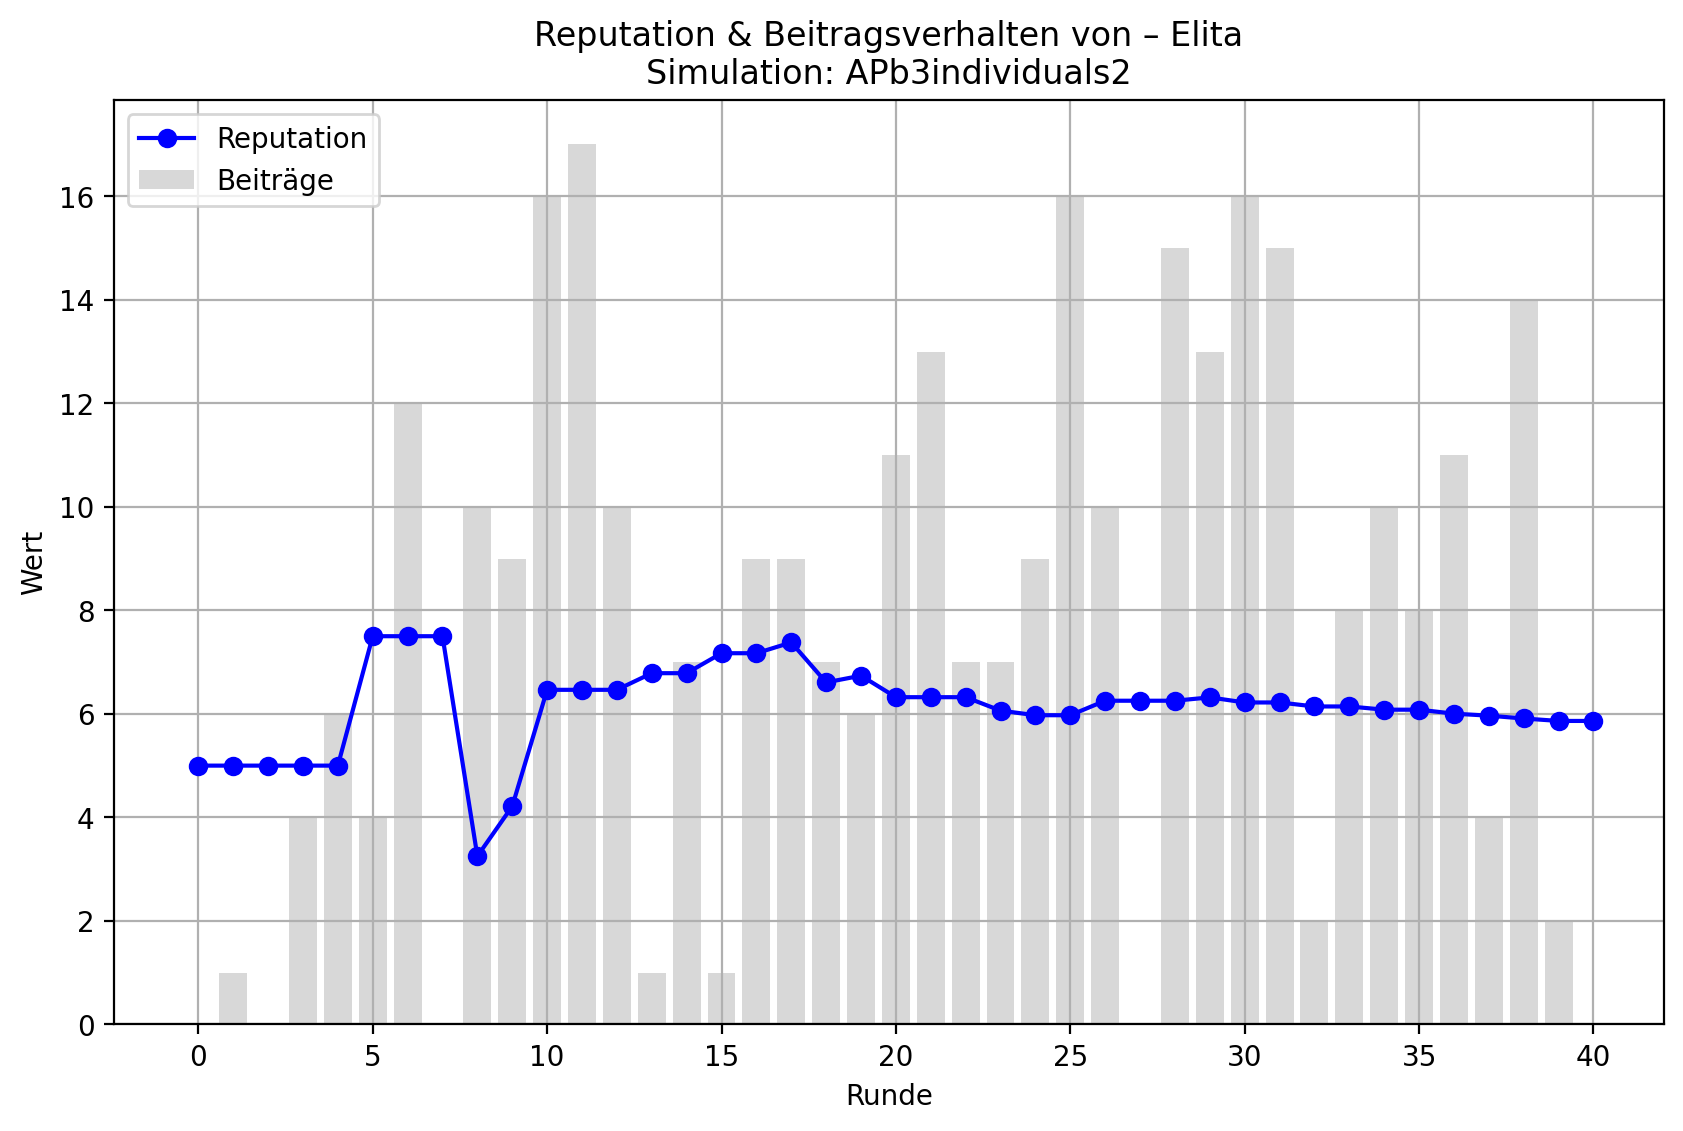 Reputation & Beitragsverhalten von – Elita
Simulation: APb3individuals2
Reputation
Beiträge
Wert
16
14
12
10
8
6
4
2
0
0 5 10 15 20 25 30 35 40
Runde